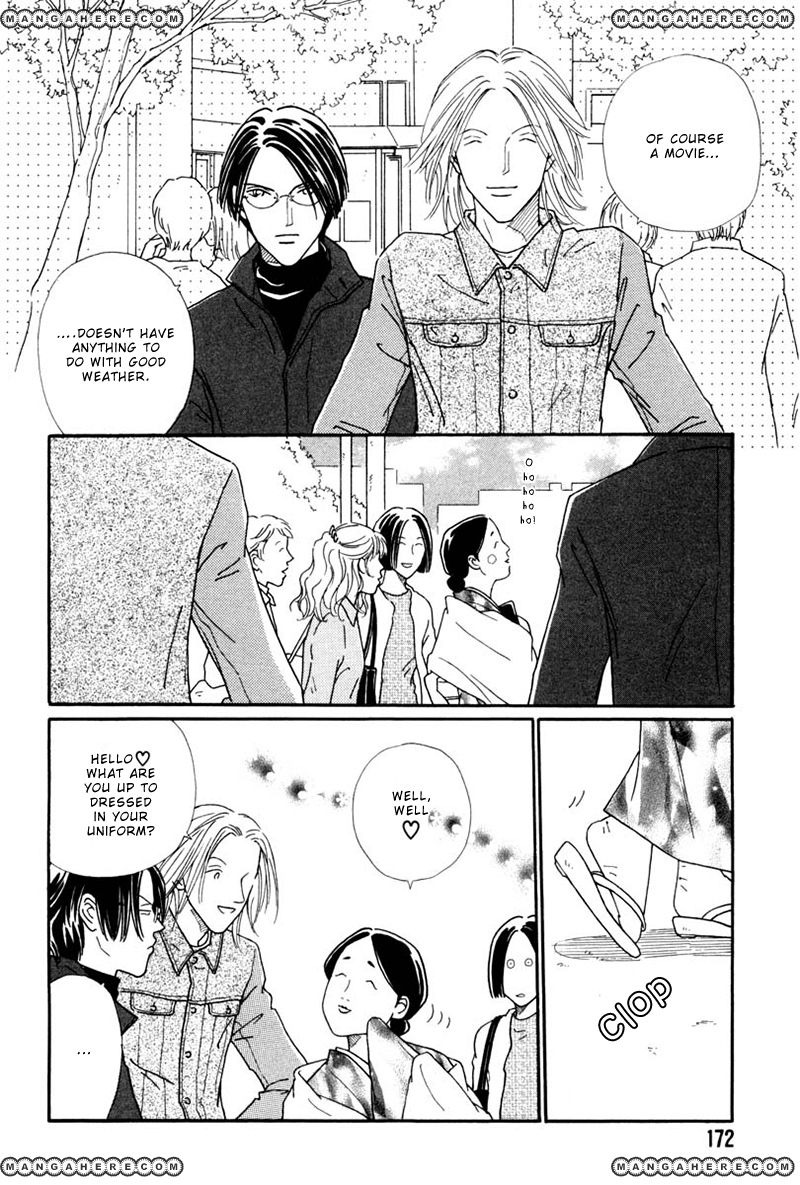 MANGAHERE.COM
MANGAHERE.COM
OF COURSE
A MOVIE...
....DOESN'T HAVE
ANYTHING TO
DO WITH GOOD
WEATHER.
O
ho
ho
ho
ho!
Clop
WELL,
WELL
♡
HELLO♡
WHAT ARE
YOU UP TO
DRESSED
IN YOUR
UNIFORM?
...
172
MANGAHERE.COM
MANGAHERE.COM